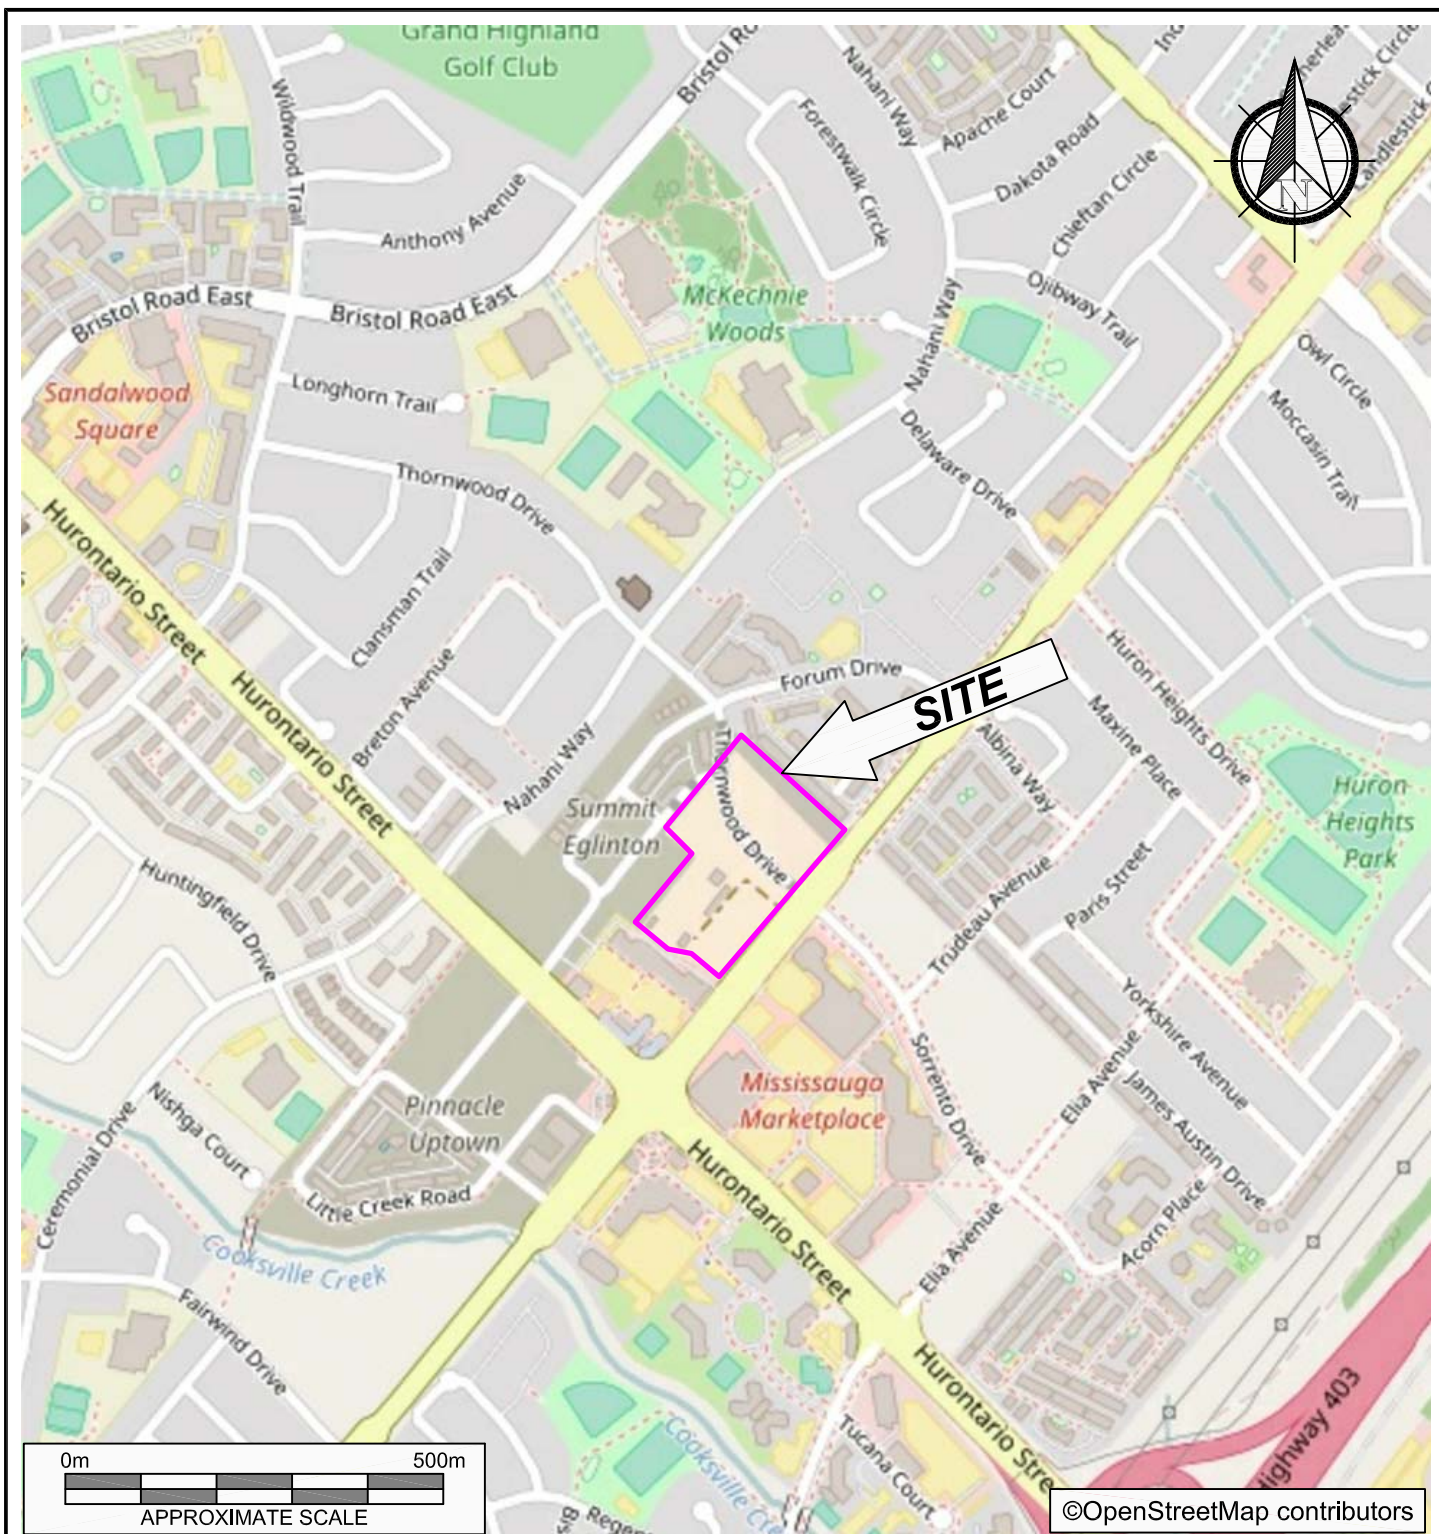 Grand Highland
Golf Club
Bristol Ro
Nahani Way
Apache Court
Forestwalk Circle
Dakota Road
Chieftan Circle
Candlestick C
N
Wildwood Trail
Anthony Avenue
Ojibway Trail
McKechnie
Woods
Nahani Way
Bristol Road East
Bristol Road East
Owl Circle
Moccasin Trail
Longhorn Trail
Sandalwood
Square
Delaware Drive
Thornwood Drive
Hurontario Street
Clansman Trail
Huron Heights Drive
Forum Drive
SITE
Maxine Place
Albina Way
Hurontario Street
Breton Avenue
Nahani Way
Thornwood Drive
Summit
Eglinton
Huron
Heights
Park
Huntingfield Drive
Trudeau Avenue
Paris Street
Yorkshire Avenue
Sorrento Drive
Elia Avenue
James Austin Drive
Mississauga
Marketplace
Pinnacle
Uptown
Nishga Court
Ceremonial Drive
Little Creek Road
Hurontario Street
Acorn Place
Elia Avenue
Cooksville Creek
Fairwind Drive
Hurontario Stre
Highway 403
Tucana Court
Cooksville Cre
0m 500m
APPROXIMATE SCALE
©OpenStreetMap contributors